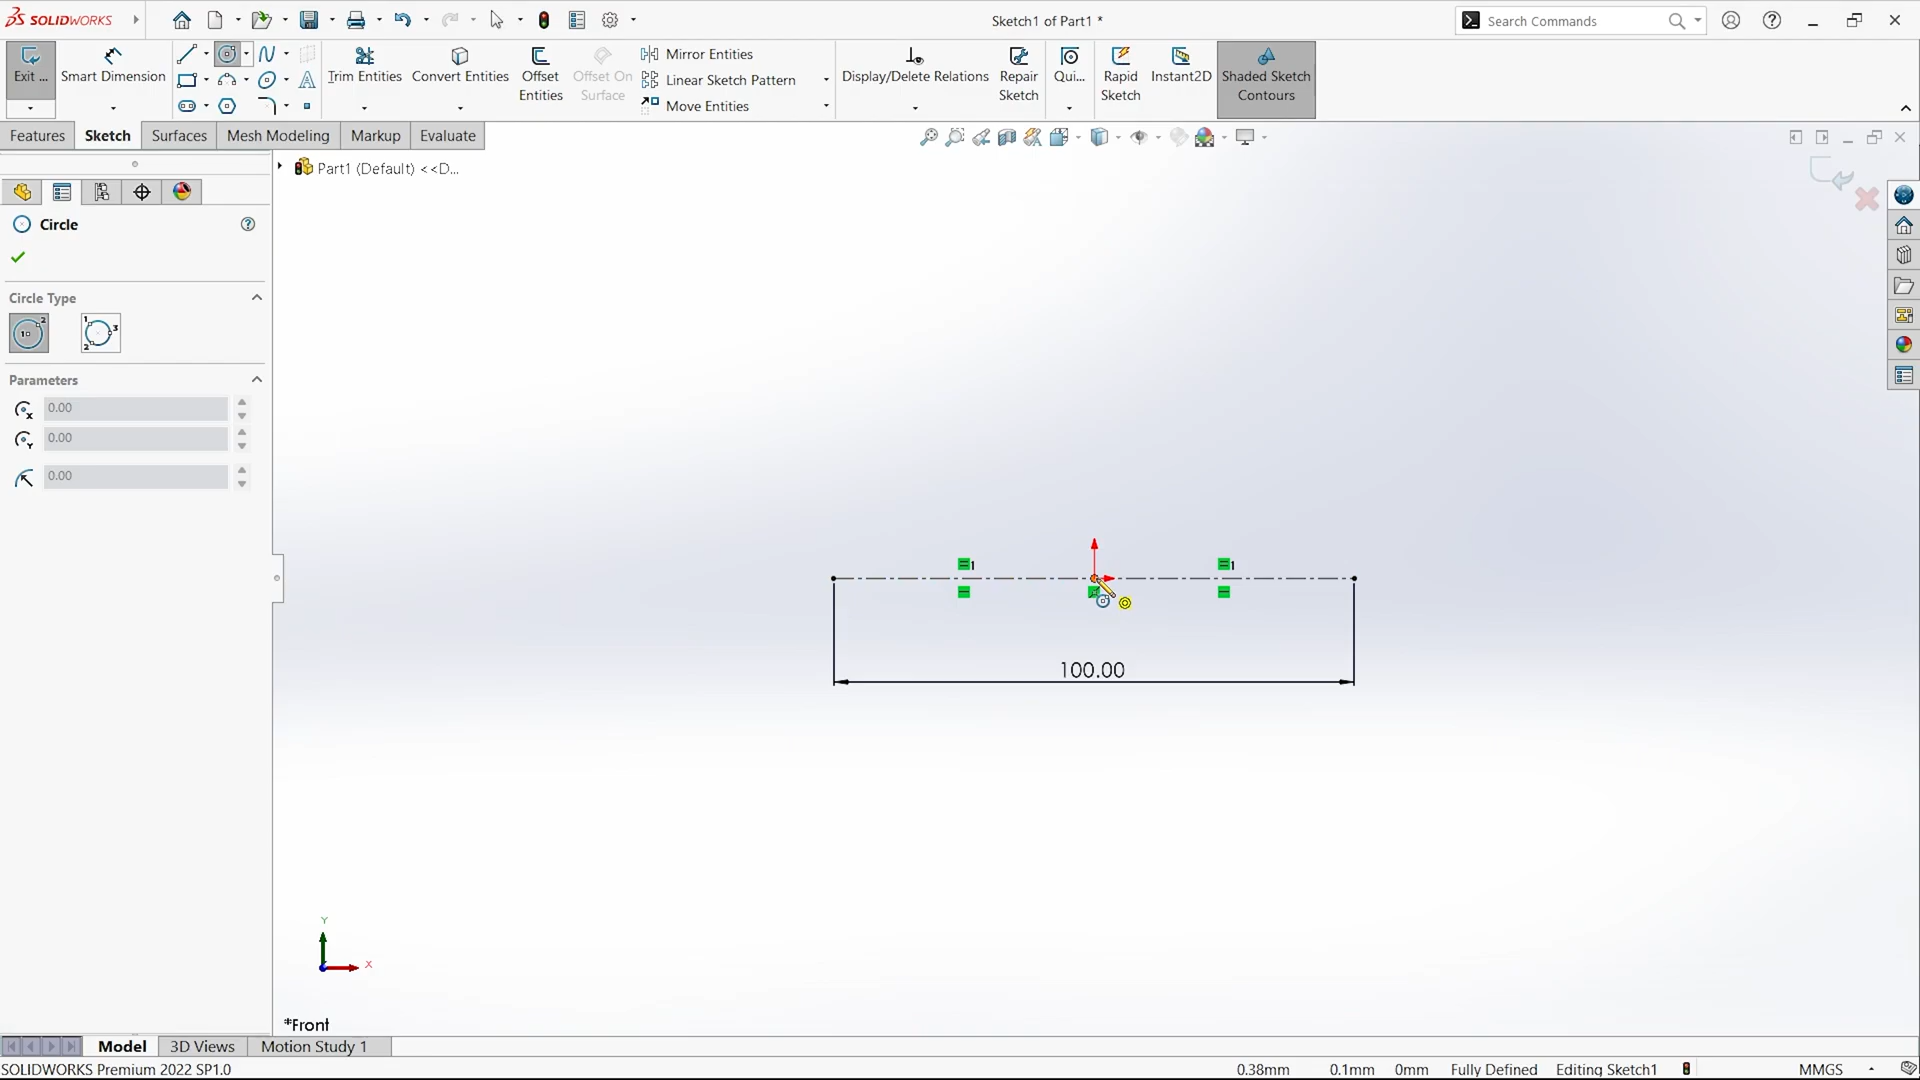 SOLIDWORKS
Sketch1 of Part1 *
Search Commands
Exit ...
Smart Dimension
Trim Entities
Convert Entities
Offset Entities
Offset On Surface
Mirror Entities
Linear Sketch Pattern
Move Entities
Display/Delete Relations
Repair Sketch
Qui...
Rapid Sketch
Instant2D
Shaded Sketch Contours
Features
Sketch
Surfaces
Mesh Modeling
Markup
Evaluate
Part1 (Default) <<D...
Circle
Circle Type
Parameters
0.00
0.00
0.00
1
1
100.00
Y
X
*Front
Model
3D Views
Motion Study 1
SOLIDWORKS Premium 2022 SP1.0
0.38mm
0.1mm
0mm
Fully Defined
Editing Sketch1
MMGS